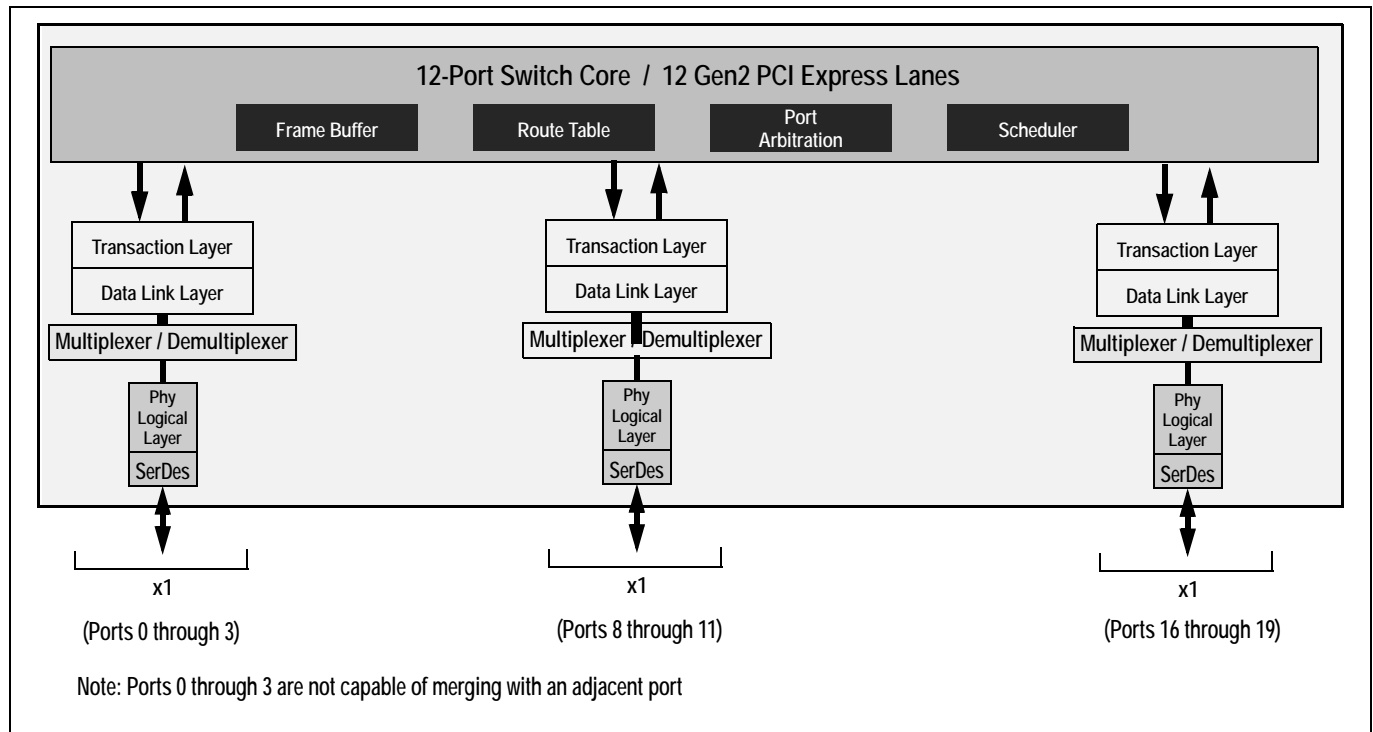 12-Port Switch Core / 12 Gen2 PCI Express Lanes
Frame Buffer
Route Table
Port
Arbitration
Scheduler
Transaction Layer
Data Link Layer
Multiplexer / Demultiplexer
Phy
Logical
Layer
SerDes
x1
(Ports 0 through 3)
Transaction Layer
Data Link Layer
Multiplexer / Demultiplexer
Phy
Logical
Layer
SerDes
x1
(Ports 8 through 11)
Transaction Layer
Data Link Layer
Multiplexer / Demultiplexer
Phy
Logical
Layer
SerDes
x1
(Ports 16 through 19)
Note: Ports 0 through 3 are not capable of merging with an adjacent port